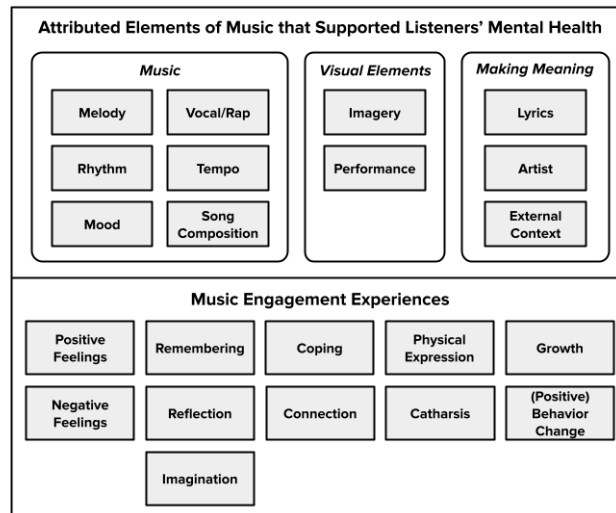 Attributed Elements of Music that Supported Listeners' Mental Health
Music
Melody
Vocal/Rap
Rhythm
Tempo
Mood
Song
Composition
Visual Elements
Imagery
Performance
Making Meaning
Lyrics
Artist
External
Context
Music Engagement Experiences
Positive
Feelings
Remembering
Coping
Physical
Expression
Growth
Negative
Feelings
Reflection
Connection
Catharsis
(Positive)
Behavior
Change
Imagination